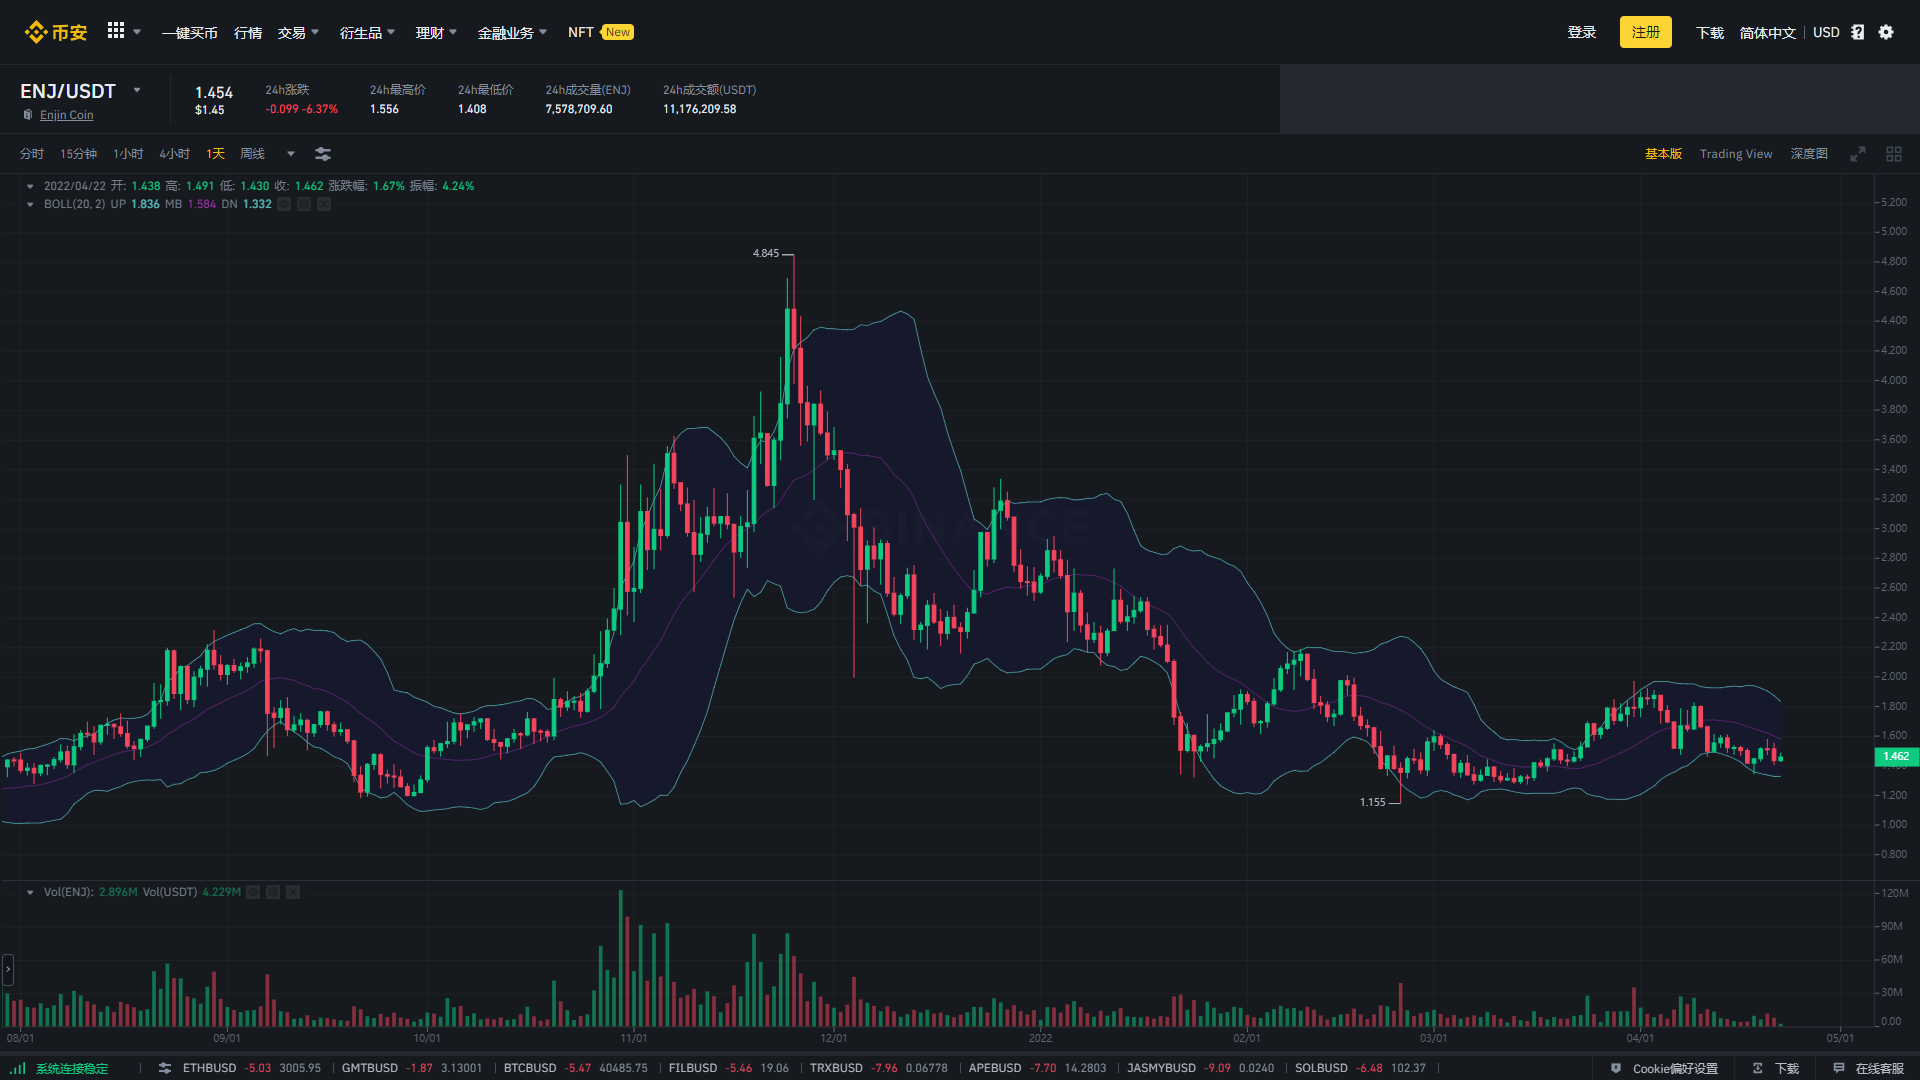 币安 一键买币 行情 交易 衍生品 理财 金融业务 NFT New 登录 注册 下载 简体中文 USD
ENJ/USDT
Enjin Coin
1.454
$1.45
24h涨跌
-0.099 -6.37%
24h最高价
1.556
24h最低价
1.408
24h成交量(ENJ)
7,578,709.60
24h成交额(USDT)
11,176,209.58
分时 15分钟 1小时 4小时 1天 周线 基本版 Trading View 深度图
2022/04/22 开: 1.438 高: 1.491 低: 1.430 收: 1.462 涨跌幅: 1.67% 振幅: 4.24%
BOLL(20, 2) UP 1.836 MB 1.584 DN 1.332
4.845
1.155
BINANCE
5.200
5.000
4.800
4.600
4.400
4.200
4.000
3.800
3.600
3.400
3.200
3.000
2.800
2.600
2.400
2.200
2.000
1.800
1.600
1.462
1.200
1.000
0.800
Vol(ENJ): 2.896M Vol(USDT) 4.229M
120M
90M
60M
30M
0.00
08/01 09/01 10/01 11/01 12/01 2022 02/01 03/01 04/01 05/01
系统连接稳定 ETHBUSD -5.03 3005.95 GMTBUSD -1.87 3.13001 BTCBUSD -5.47 40485.75 FILBUSD -5.46 19.06 TRXBUSD -7.96 0.06778 APEBUSD -7.70 14.2803 JASMYBUSD -9.09 0.0240 SOLBUSD -6.48 102.37 Cookie偏好设置 下载 在线客服